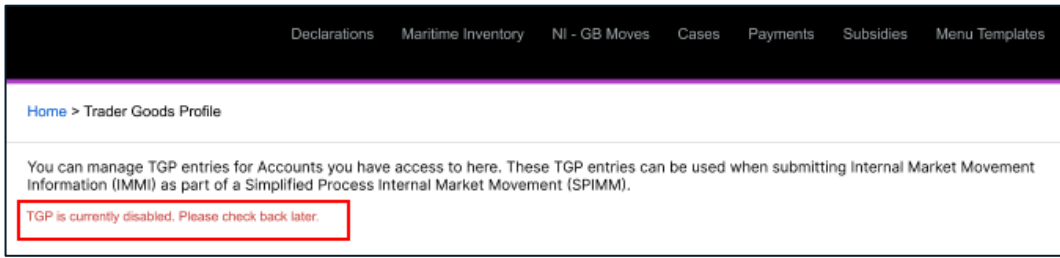 Declarations Maritime Inventory NI - GB Moves Cases Payments Subsidies Menu Templates
Home > Trader Goods Profile
You can manage TGP entries for Accounts you have access to here. These TGP entries can be used when submitting Internal Market Movement
Information (IMMI) as part of a Simplified Process Internal Market Movement (SPIMM).
TGP is currently disabled. Please check back later.